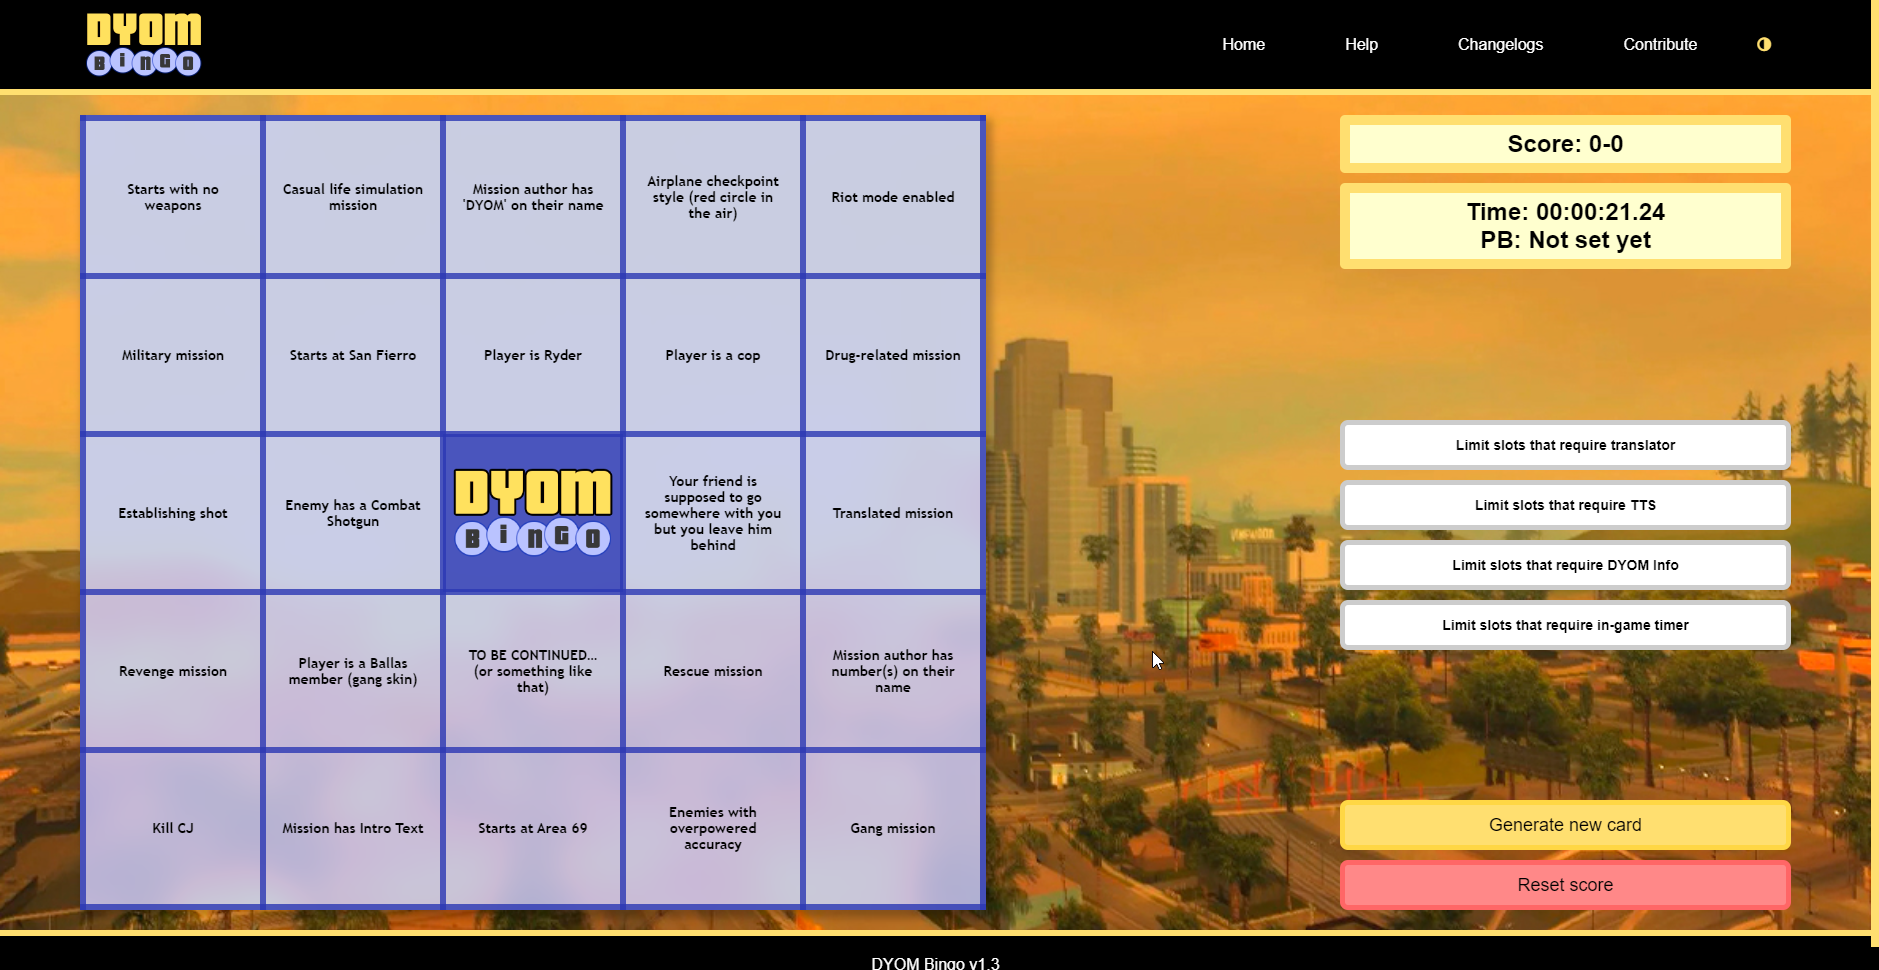 DYOM
BiNGO
Home
Help
Changelogs
Contribute
Starts with no
weapons
Casual life simulation
mission
Mission author has
'DYOM' on their name
Airplane checkpoint
style (red circle in
the air)
Riot mode enabled
Military mission
Starts at San Fierro
Player is Ryder
Player is a cop
Drug-related mission
Establishing shot
Enemy has a Combat
Shotgun
DYOM
BiNGO
Your friend is
supposed to go
somewhere with you
but you leave him
behind
Translated mission
Revenge mission
Player is a Ballas
member (gang skin)
TO BE CONTINUED...
(or something like
that)
Rescue mission
Mission author has
number(s) on their
name
Kill CJ
Mission has Intro Text
Starts at Area 69
Enemies with
overpowered
accuracy
Gang mission
Score: 0-0
Time: 00:00:21.24
PB: Not set yet
Limit slots that require translator
Limit slots that require TTS
Limit slots that require DYOM Info
Limit slots that require in-game timer
Generate new card
Reset score
DYOM Bingo v1.3